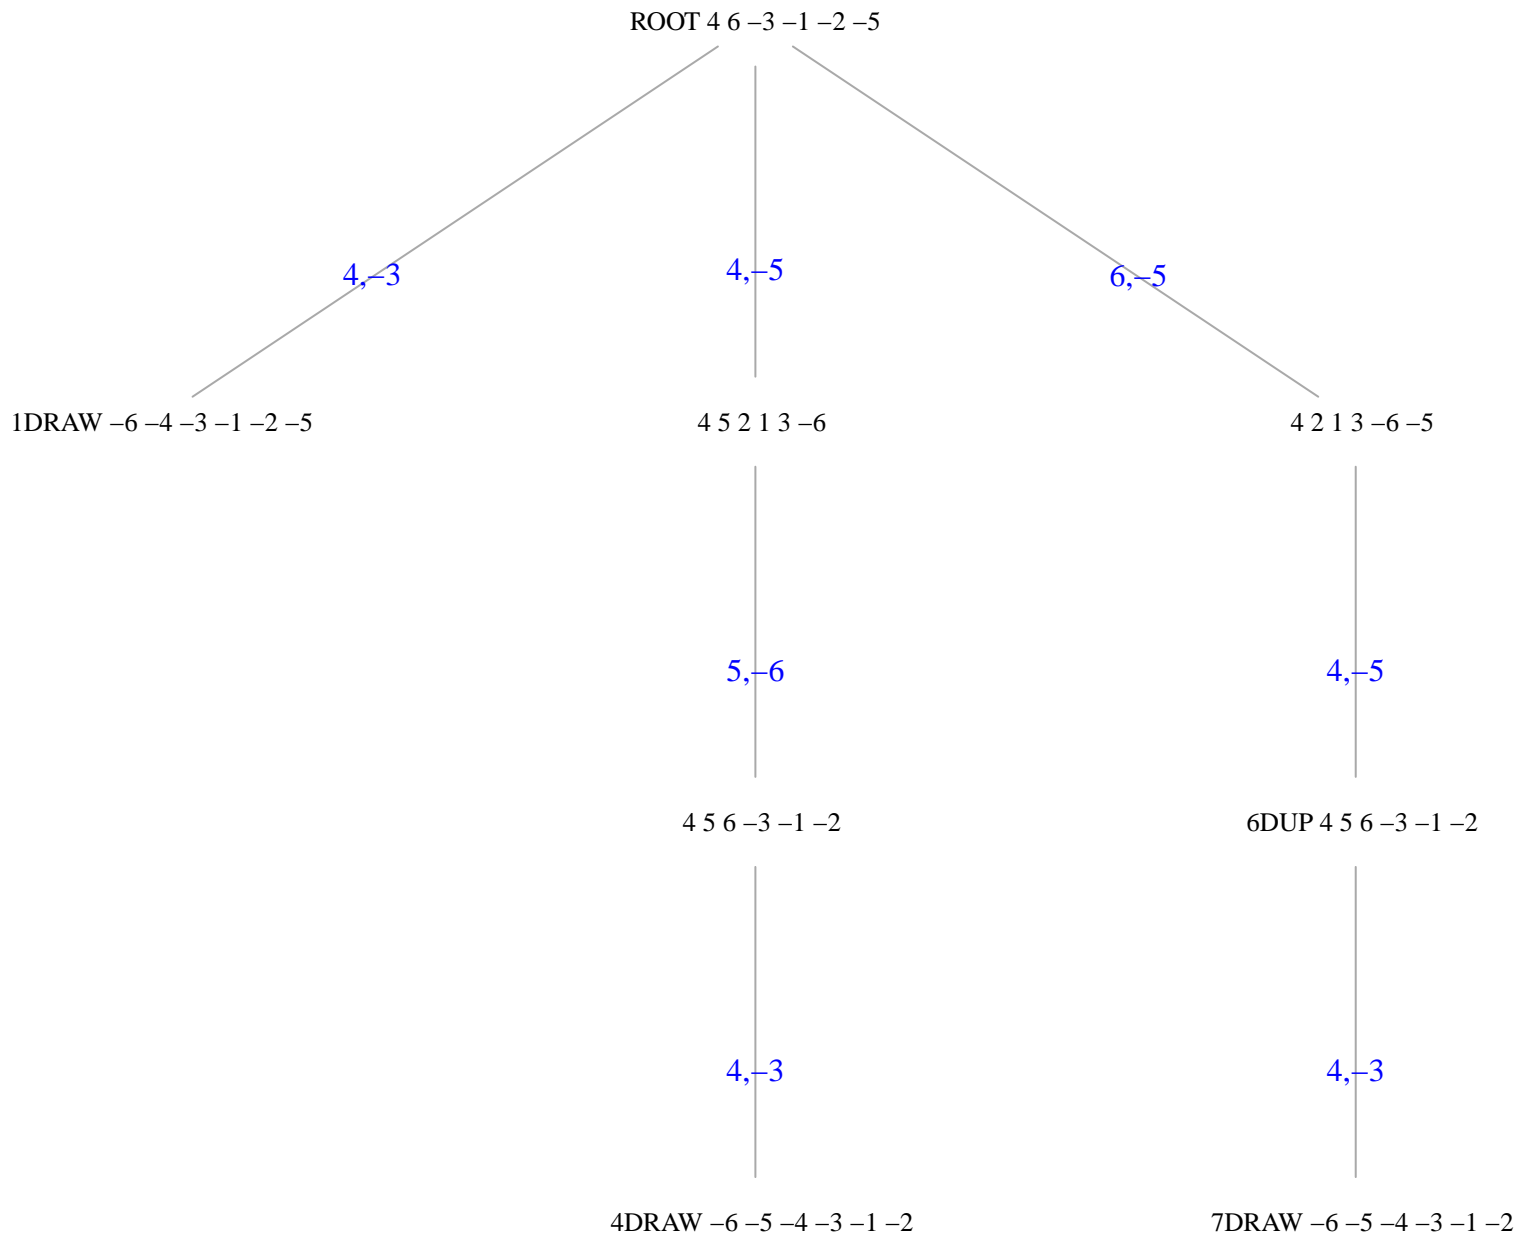 ROOT 4 6 –3 –1 –2 –5
4,–3
4,–5
6,–5
1DRAW –6 –4 –3 –1 –2 –5
4 5 2 1 3 –6
4 2 1 3 –6 –5
5,–6
4,–5
4 5 6 –3 –1 –2
6DUP 4 5 6 –3 –1 –2
4,–3
4,–3
4DRAW –6 –5 –4 –3 –1 –2
7DRAW –6 –5 –4 –3 –1 –2